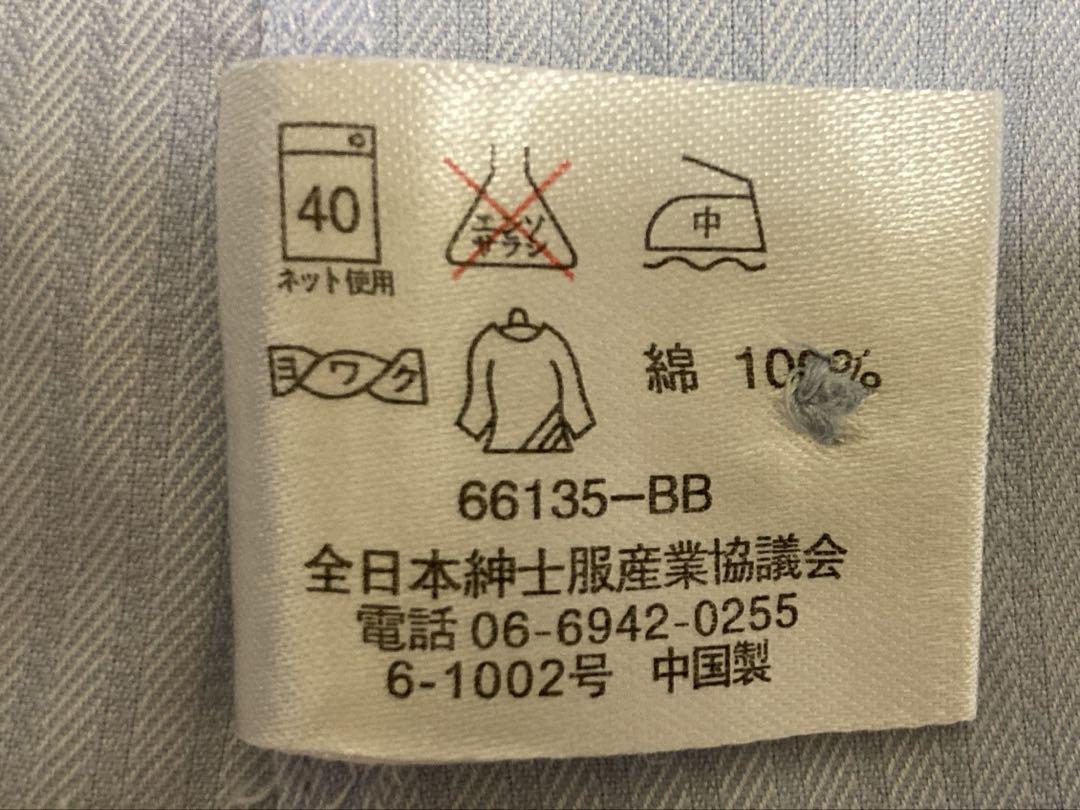 40
ネット使用
エンソ
サラシ
中
ヨワク
綿 100%
66135-BB
全日本紳士服産業協議会
電話 06-6942-0255
6-1002号 中国製